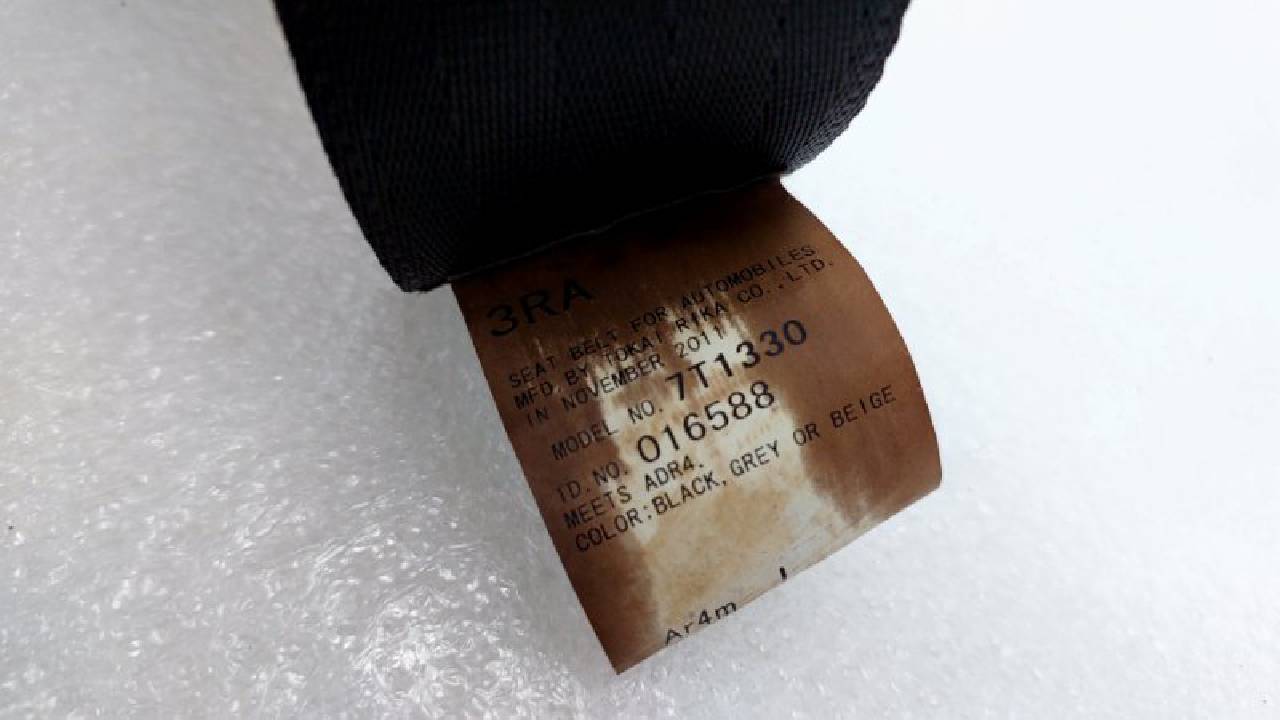 3RA
SEAT BELT FOR AUTOMOBILES
MFD.BY TOKAI RIKA CO.,LTD.
IN NOVEMBER 2011
MODEL NO. 7T1330
ID.NO. 016588
MEETS ADR4.
COLOR:BLACK,GREY OR BEIGE
Ar4m